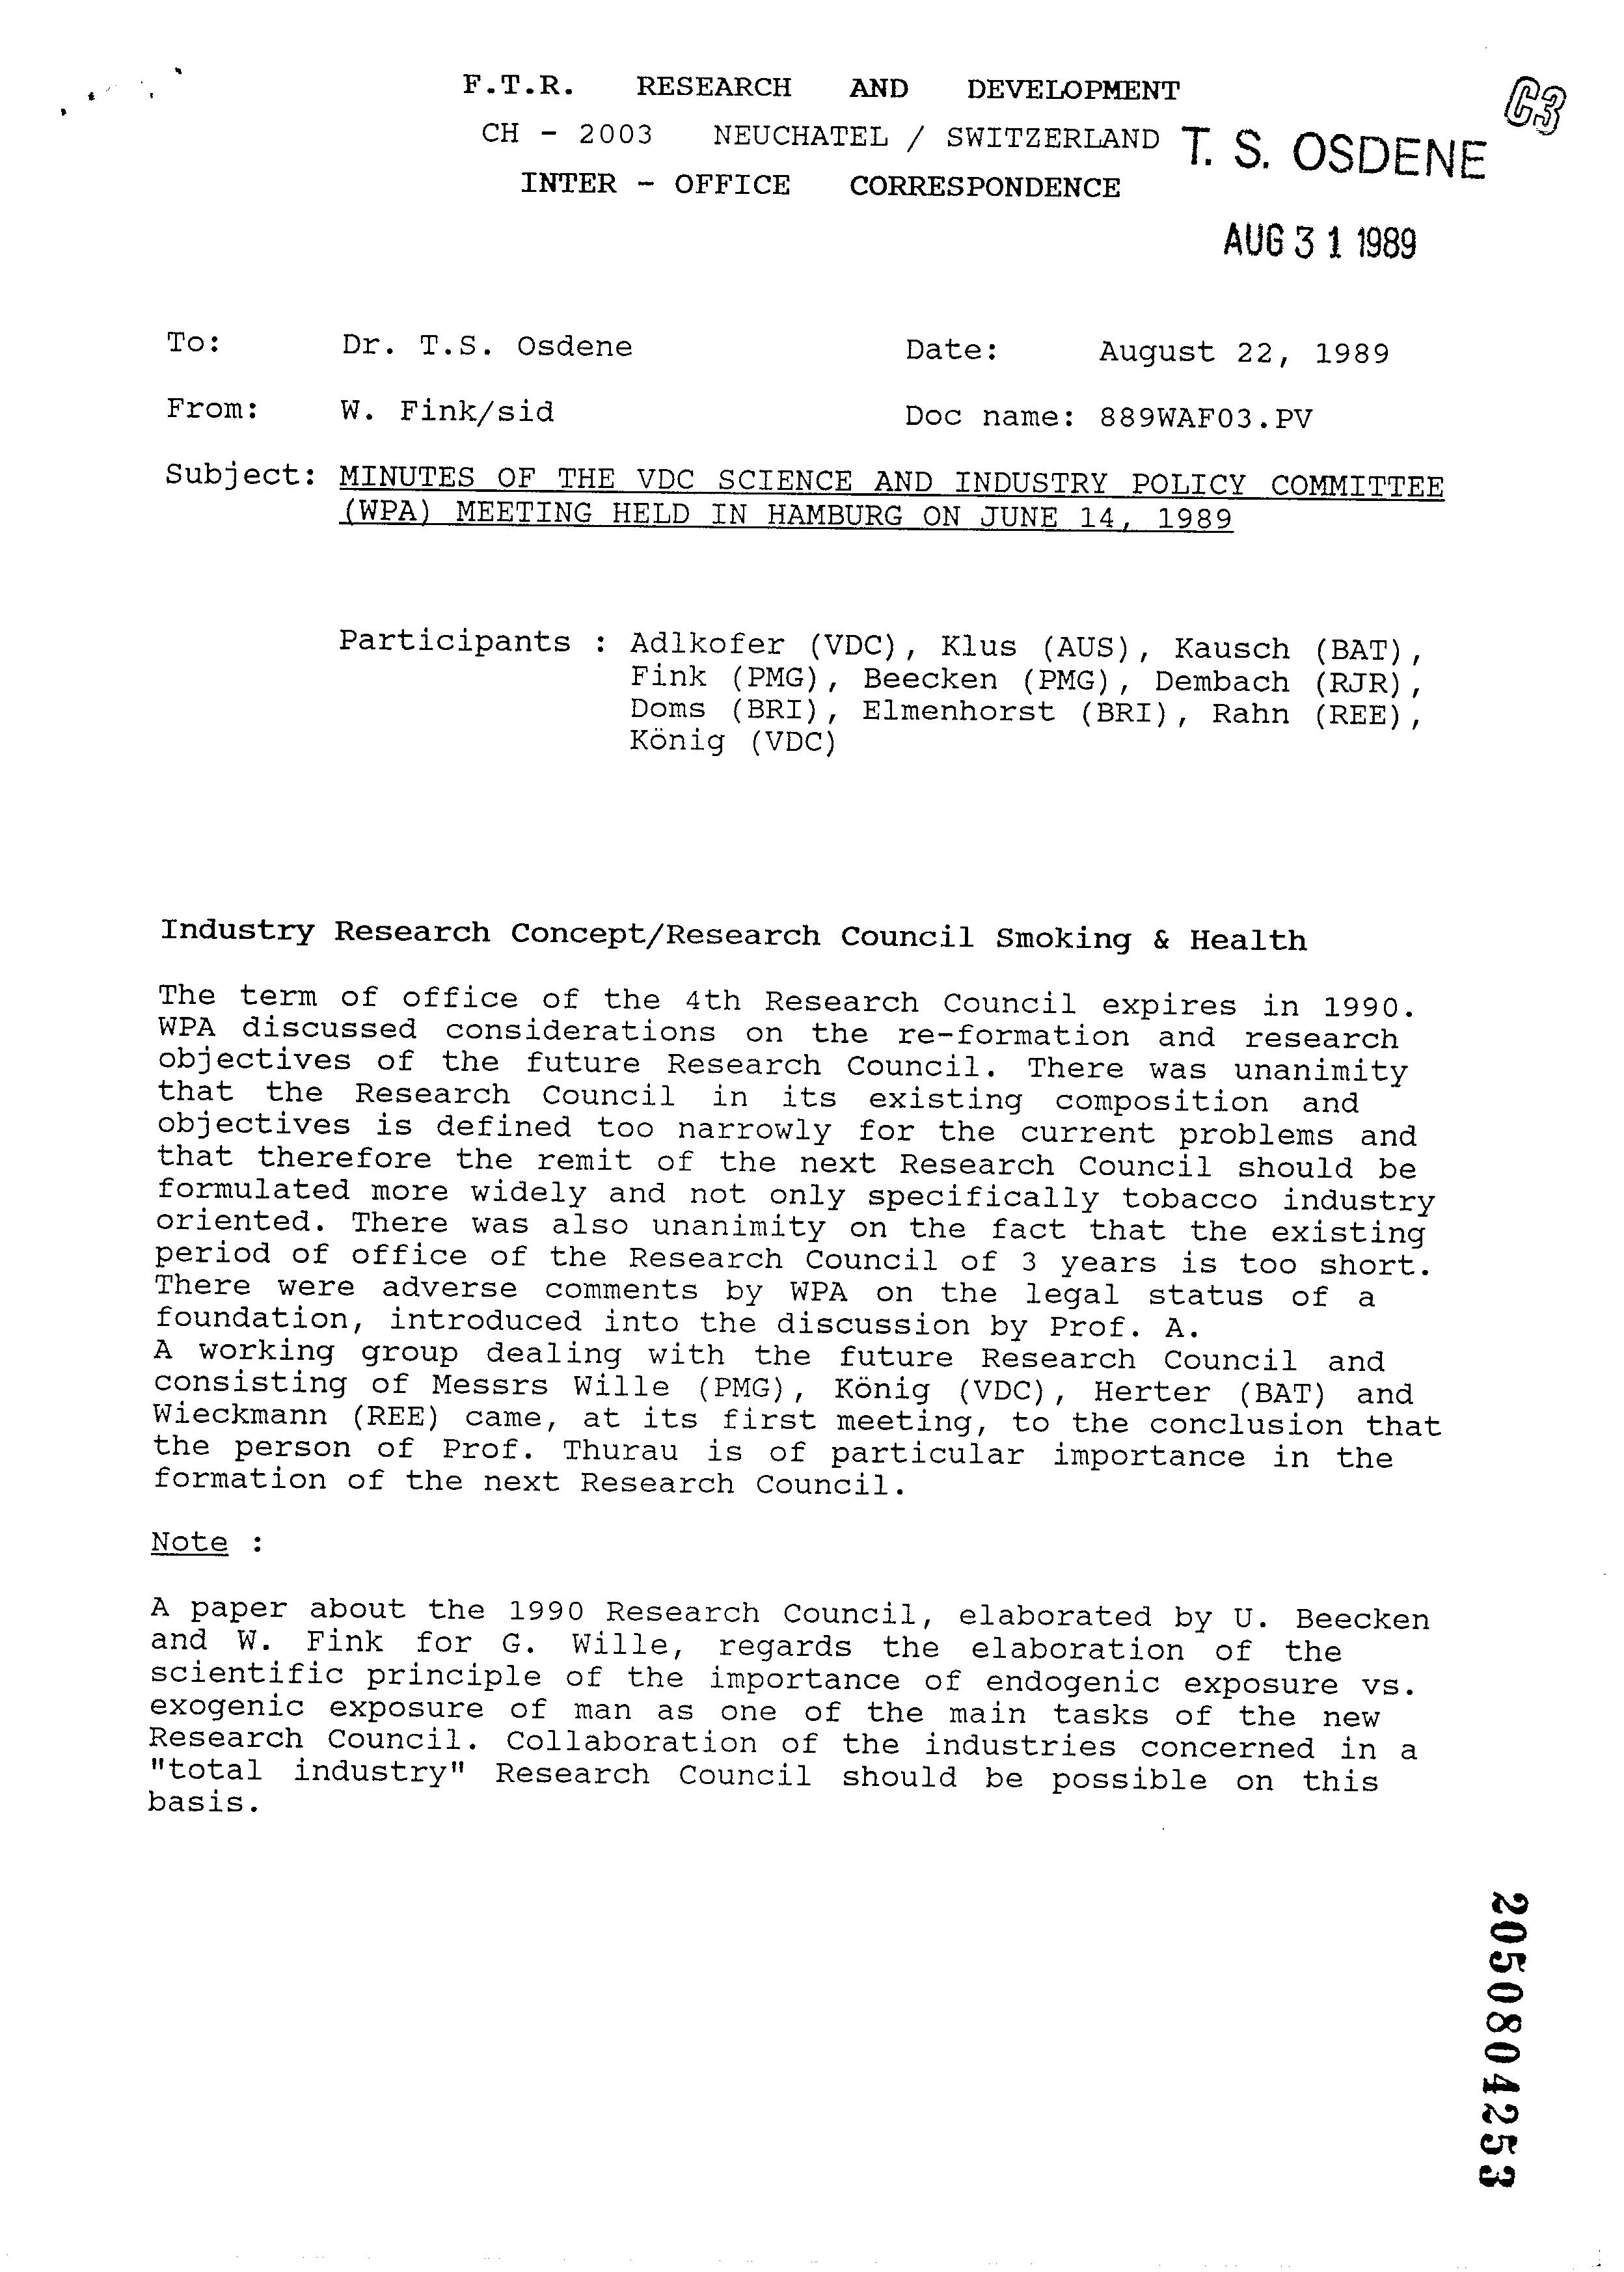 F.T.R. RESEARCH AND DEVELOPMENT
C3
CH - 2003 NEUCHATEL / SWITZERLAND
T. S. OSDENE
INTER - OFFICE CORRESPONDENCE
AUG 31 1989
To: Dr. T.S. Osdene Date: August 22, 1989
From: W. Fink/sid Doc name: 889WAF03.PV
Subject: MINUTES OF THE VDC SCIENCE AND INDUSTRY POLICY COMMITTEE
(WPA) MEETING HELD IN HAMBURG ON JUNE 14, 1989
Participants : Adlkofer (VDC), Klus (AUS), Kausch (BAT),
Fink (PMG), Beecken (PMG), Dembach (RJR),
Doms (BRI), Elmenhorst (BRI), Rahn (REE),
König (VDC)
Industry Research Concept/Research Council Smoking & Health
The term of office of the 4th Research Council expires in 1990.
WPA discussed considerations on the re-formation and research
objectives of the future Research Council. There was unanimity
that the Research Council in its existing composition and
objectives is defined too narrowly for the current problems and
that therefore the remit of the next Research Council should be
formulated more widely and not only specifically tobacco industry
oriented. There was also unanimity on the fact that the existing
period of office of the Research Council of 3 years is too short.
There were adverse comments by WPA on the legal status of a
foundation, introduced into the discussion by Prof. A.
A working group dealing with the future Research Council and
consisting of Messrs Wille (PMG), König (VDC), Herter (BAT) and
Wieckmann (REE) came, at its first meeting, to the conclusion that
the person of Prof. Thurau is of particular importance in the
formation of the next Research Council.
Note :
A paper about the 1990 Research Council, elaborated by U. Beecken
and W. Fink for G. Wille, regards the elaboration of the
scientific principle of the importance of endogenic exposure vs.
exogenic exposure of man as one of the main tasks of the new
Research Council. Collaboration of the industries concerned in a
"total industry" Research Council should be possible on this
basis.
2050804253